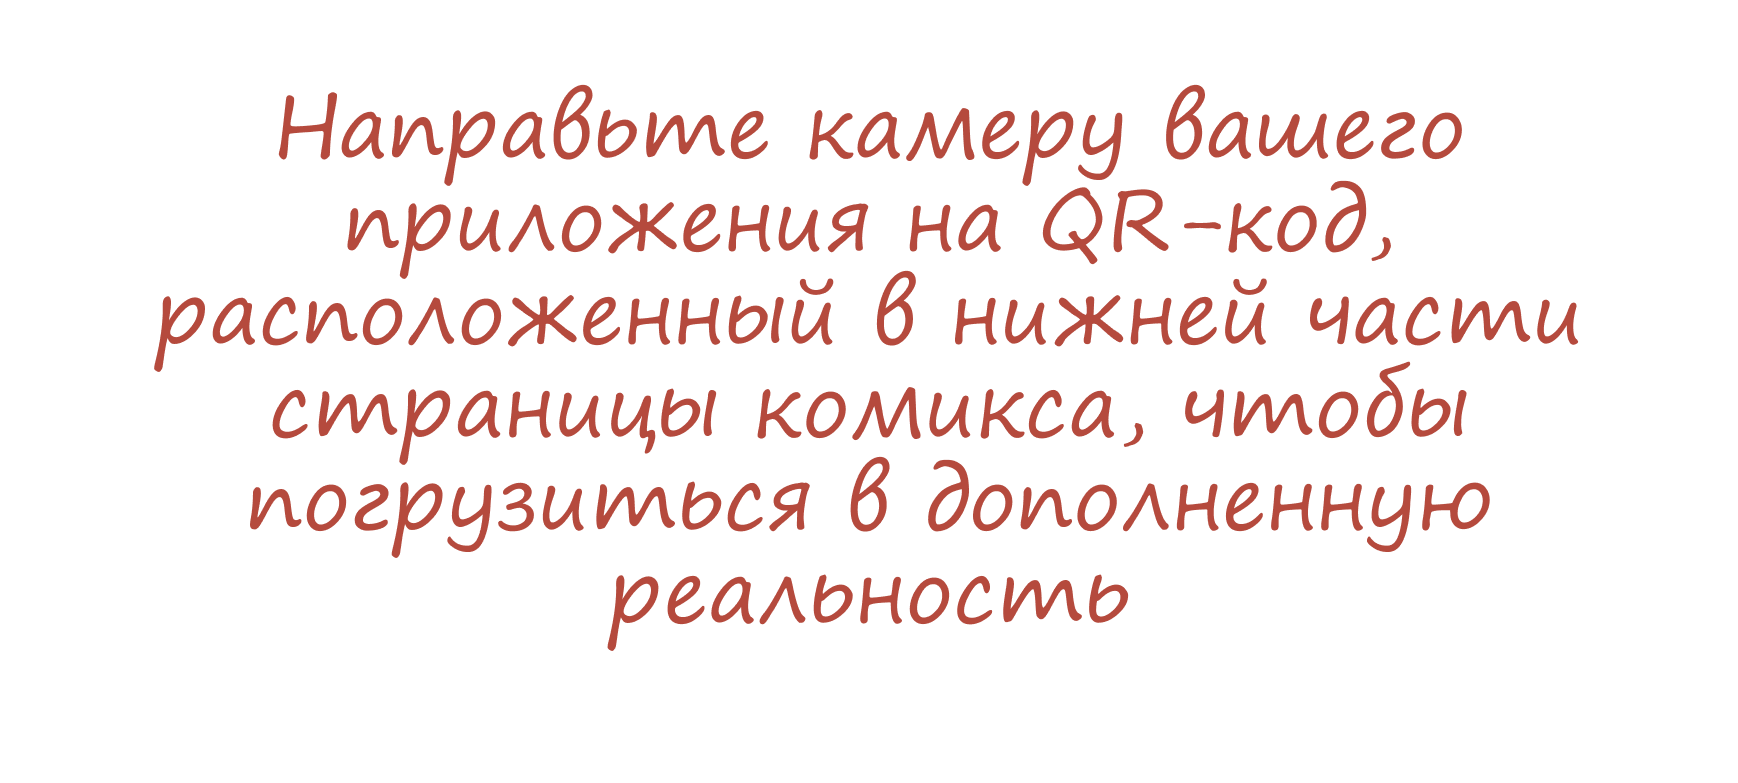 Направьте камеру вашего
приложения на QR-код,
расположенный в нижней части
страницы комикса, чтобы
погрузиться в дополненную
реальность